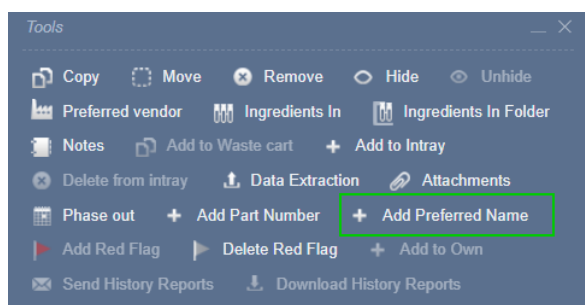 Tools
Copy Move Remove Hide Unhide
Preferred vendor Ingredients In Ingredients In Folder
Notes Add to Waste cart Add to Intray
Delete from intray Data Extraction Attachments
Phase out Add Part Number Add Preferred Name
Add Red Flag Delete Red Flag Add to Own
Send History Reports Download History Reports